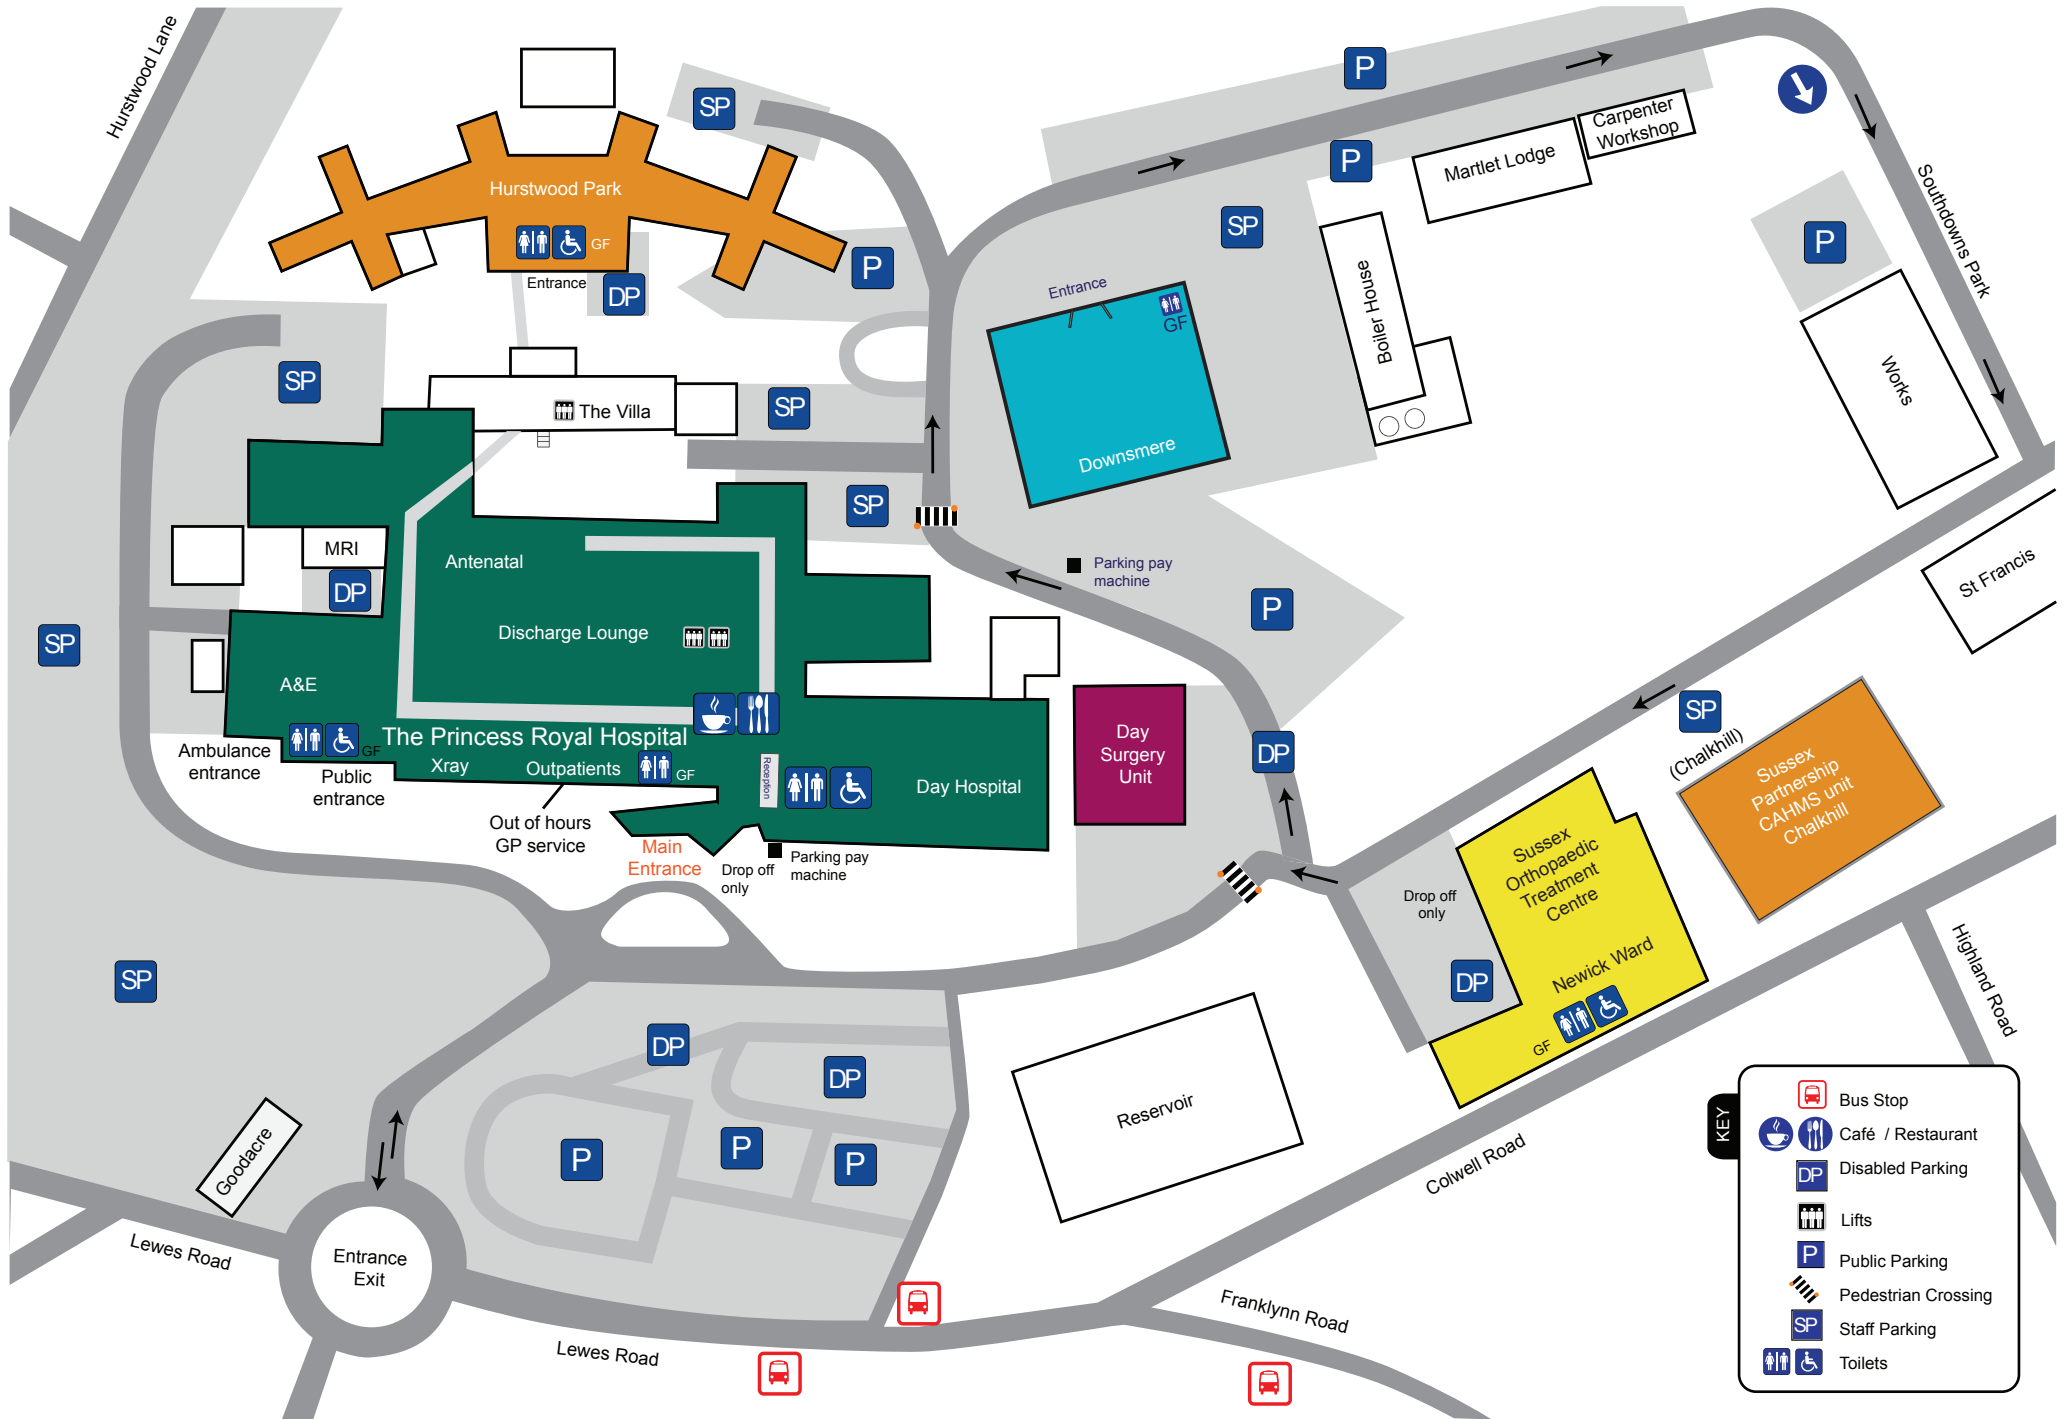 Hurstwood Lane
SP
P
P
Carpenter
Workshop
Martlet Lodge
Southdowns Park
Hurstwood Park
GF
Entrance
DP
P
SP
P
Entrance
GF
Downsmere
Boiler House
Works
SP
The Villa
SP
SP
MRI
DP
Antenatal
Discharge Lounge
SP
A&E
Parking pay
machine
P
St Francis
Ambulance
entrance
GF
Public
entrance
The Princess Royal Hospital
Xray
Outpatients
GF
Reception
Day Hospital
Out of hours
GP service
Main
Entrance
Drop off
only
Parking pay
machine
Day
Surgery
Unit
DP
SP
(Chalkhill)
Sussex
Partnership
CAHMS unit
Chalkhill
Sussex
Orthopaedic
Treatment
Centre
Drop off
only
DP
Newick Ward
GF
Highland Road
SP
DP
DP
P
P
P
Reservoir
Colwell Road
Goodacre
Lewes Road
Entrance
Exit
Lewes Road
Franklynn Road
KEY
Bus Stop
Café / Restaurant
DP Disabled Parking
Lifts
P Public Parking
Pedestrian Crossing
SP Staff Parking
Toilets